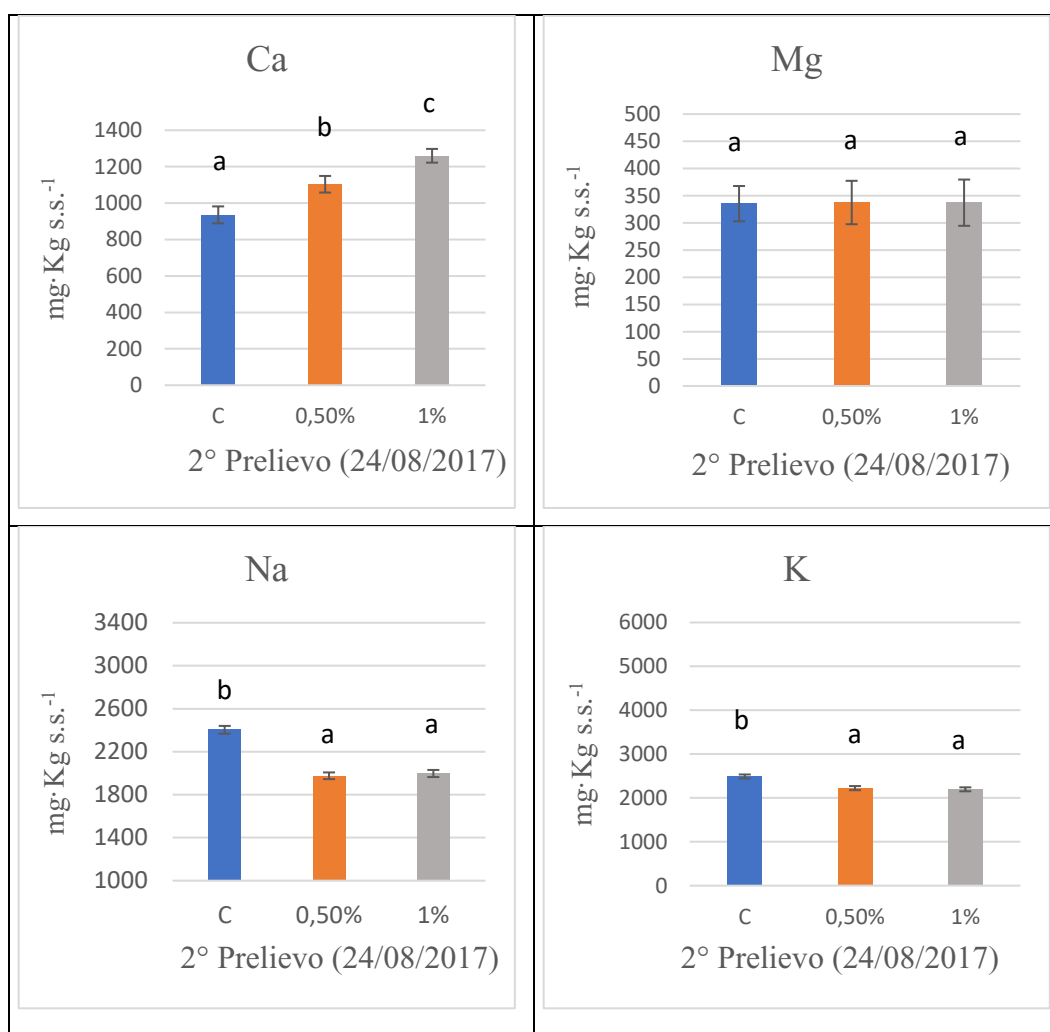 Ca
c
b
a
1400
1200
1000
800
600
400
200
0
mg·Kg s.s.-1
C 0,50% 1%
2° Prelievo (24/08/2017)
Mg
a a a
500
450
400
350
300
250
200
150
100
50
0
mg·Kg s.s.-1
C 0,50% 1%
2° Prelievo (24/08/2017)
Na
3400
3000
2600
2200
1800
1400
1000
b
a a
mg·Kg s.s.-1
C 0,50% 1%
2° Prelievo (24/08/2017)
K
6000
5000
4000
3000
2000
1000
0
b a a
mg·Kg s.s.-1
C 0,50% 1%
2° Prelievo (24/08/2017)